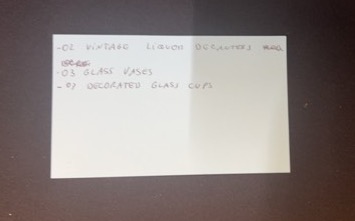 -02 VINTAGE LIQUOR DECANTERS
-03 GLASS VASES
-07 DECORATED GLASS CUPS